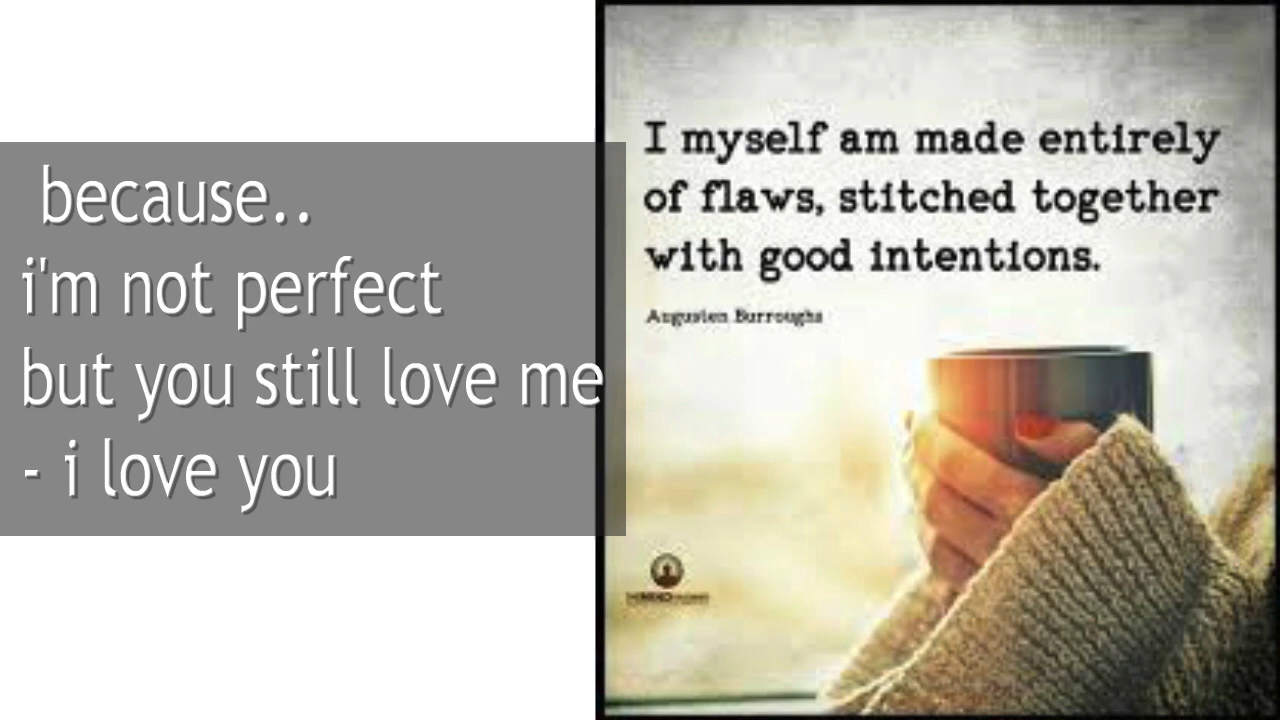 because..
i'm not perfect
but you still love me
- i love you
I myself am made entirely
of flaws, stitched together
with good intentions.
Augusten Burroughs